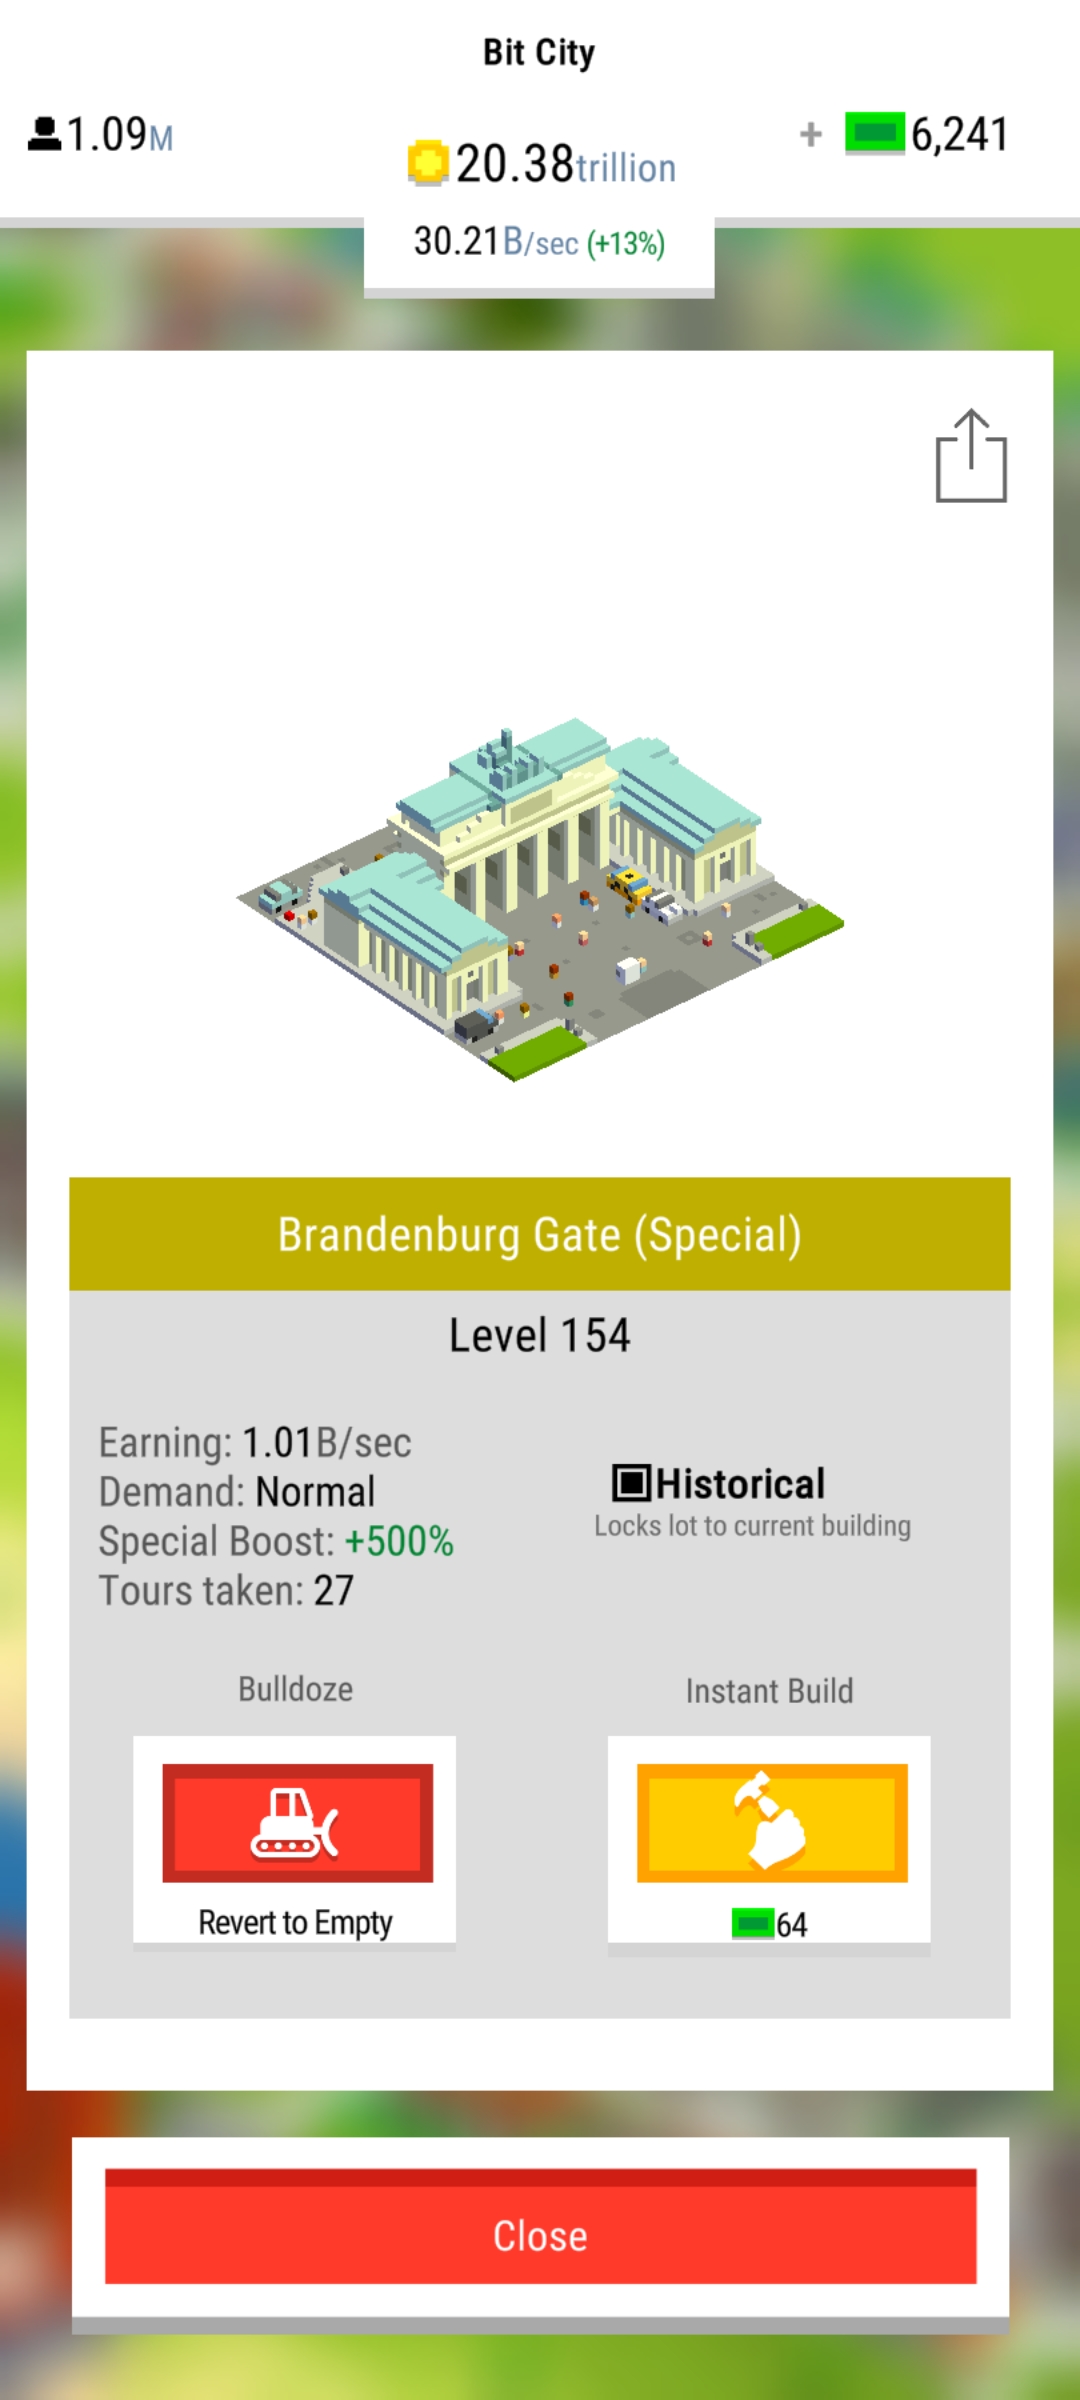 Bit City
1.09M
20.38trillion
+ 6,241
30.21B/sec (+13%)
Brandenburg Gate (Special)
Level 154
Earning: 1.01B/sec
Demand: Normal
Special Boost: +500%
Tours taken: 27
Historical
Locks lot to current building
Bulldoze
Instant Build
Revert to Empty
64
Close